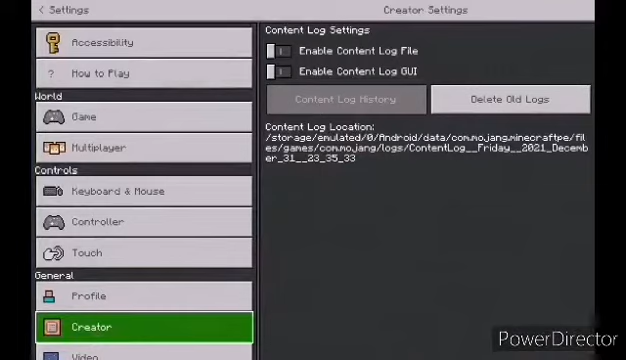 < Settings
Creator Settings
Accessibility
? How to Play
World
Game
Multiplayer
Controls
Keyboard & Mouse
Controller
Touch
General
Profile
Creator
Video
Content Log Settings
Enable Content Log File
Enable Content Log GUI
Content Log History
Delete Old Logs
Content Log Location:
/storage/emulated/0/Android/data/com.mojang.minecraftpe/fil
es/games/com.mojang/logs/ContentLog__Friday__2021_Decemb
er_31__23_35_33
PowerDirector